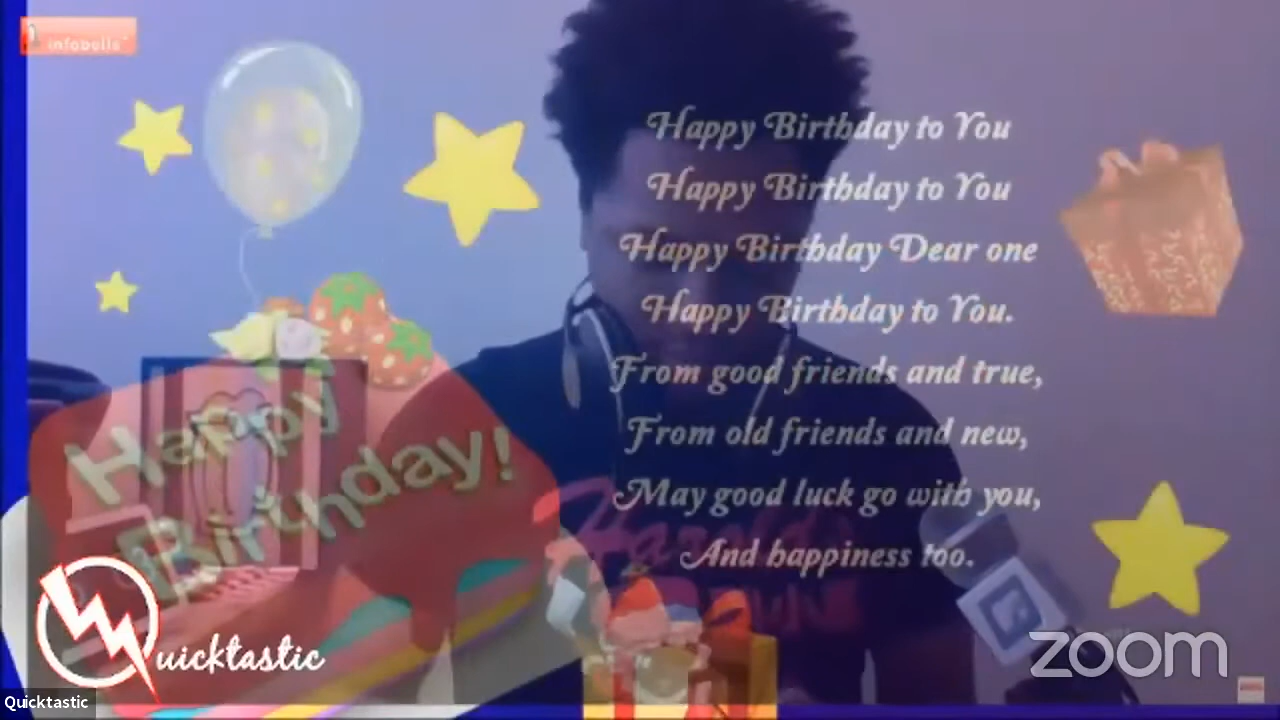 infobells
Happy Birthday to You
Happy Birthday to You
Happy Birthday Dear one
Happy Birthday to You.
From good friends and true,
From old friends and new,
May good luck go with you,
And happiness too.
Happy
Birthday!
Quicktastic
zoom
Quicktastic